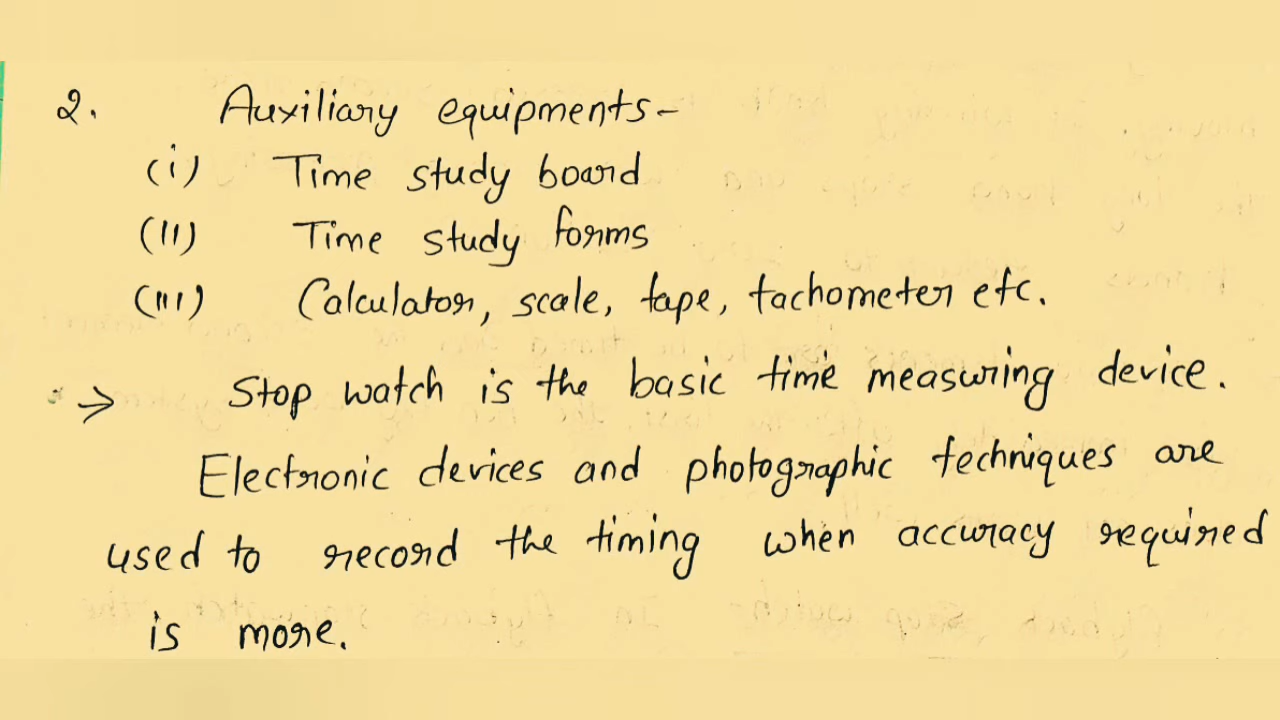 2. Auxiliary equipments-
(i) Time study board
(II) Time study forms
(III) Calculator, scale, tape, tachometer etc.
→ Stop watch is the basic time measuring device.
Electronic devices and photographic techniques are
used to record the timing when accuracy required
is more.